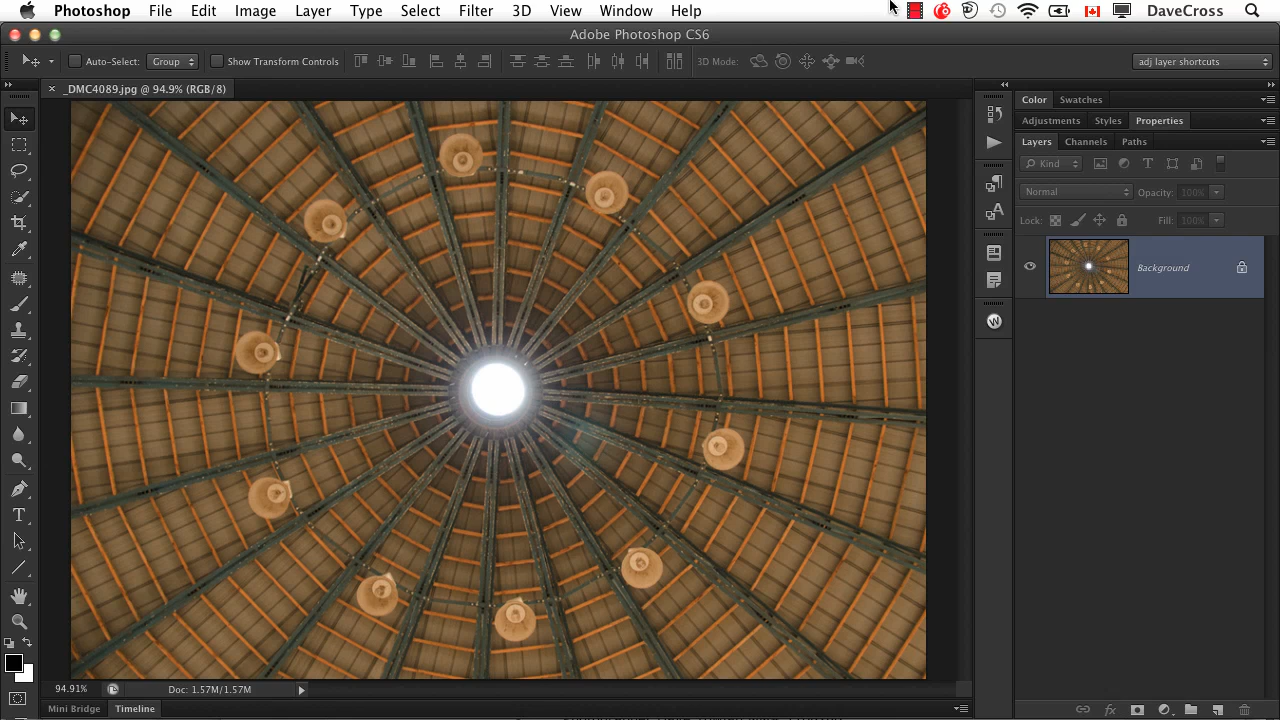 Photoshop File Edit Image Layer Type Select Filter 3D View Window Help DaveCross
Adobe Photoshop CS6
Auto-Select: Group Show Transform Controls 3D Mode: adj layer shortcuts
× _DMC4089.jpg @ 94.9% (RGB/8)
Color Swatches
Adjustments Styles Properties
Layers Channels Paths
Kind
Normal Opacity: 100%
Lock: Fill: 100%
Background
94.91% Doc: 1.57M/1.57M
Mini Bridge Timeline